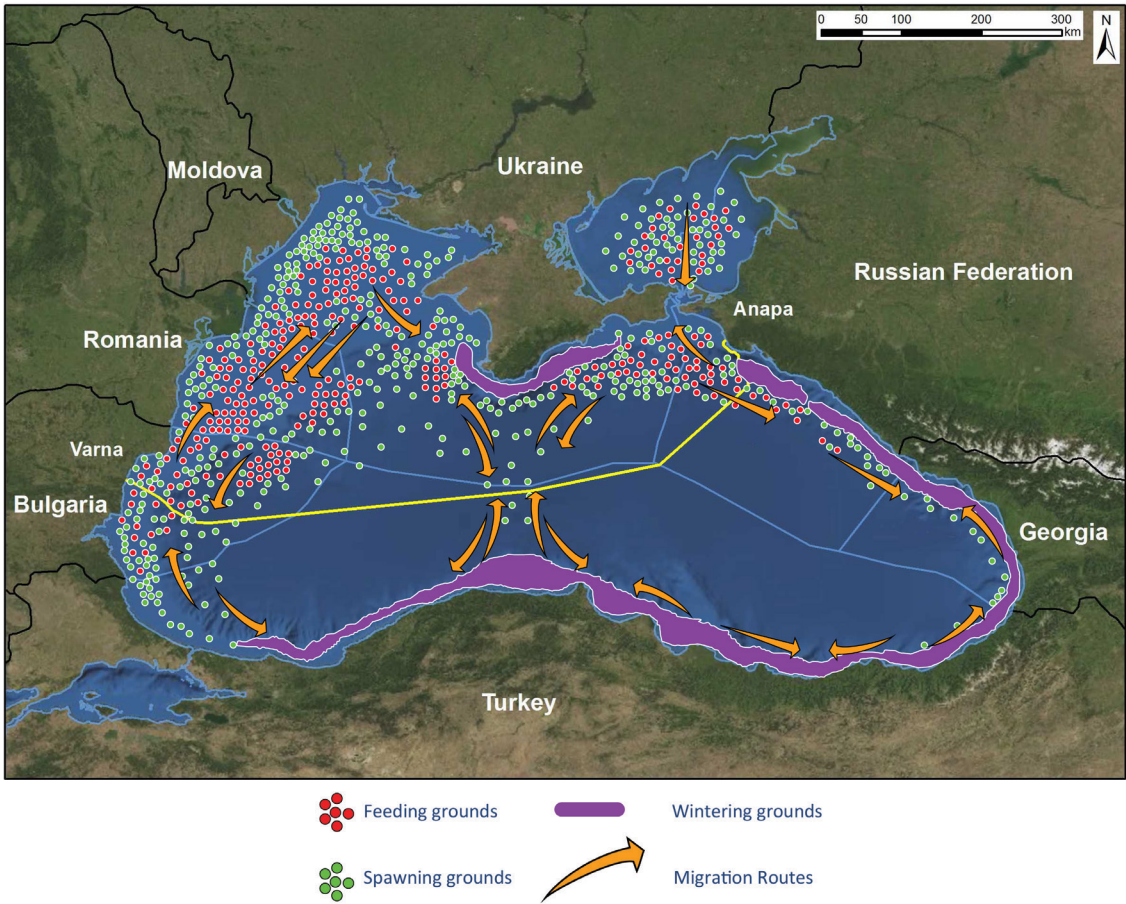 0 50 100 200 300
km
N
Moldova
Ukraine
Russian Federation
Anapa
Romania
Varna
Bulgaria
Georgia
Turkey
Feeding grounds
Wintering grounds
Spawning grounds
Migration Routes